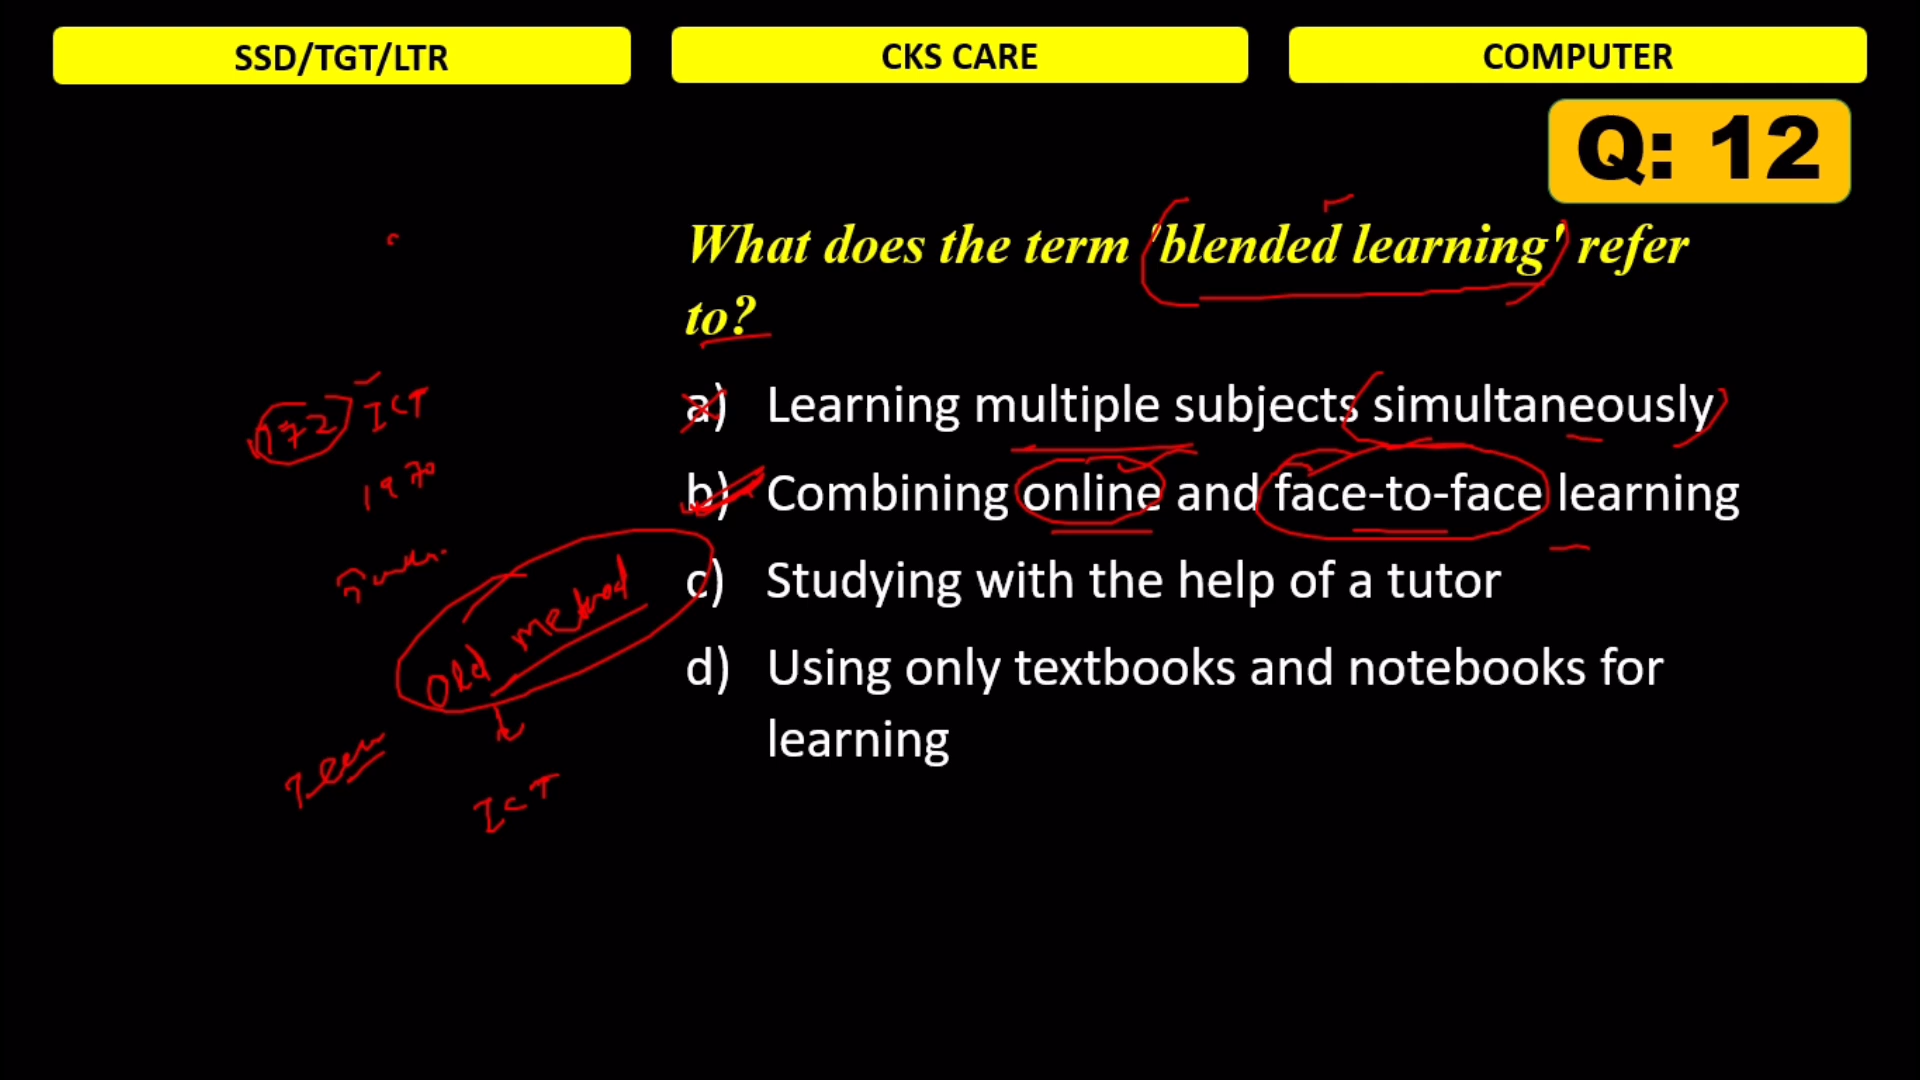 SSD/TGT/LTR
CKS CARE
COMPUTER
Q: 12
What does the term 'blended learning' refer
to?
a) Learning multiple subjects simultaneously
b) Combining online and face-to-face learning
c) Studying with the help of a tutor
d) Using only textbooks and notebooks for
learning
ICT
1970
Old method
ICT